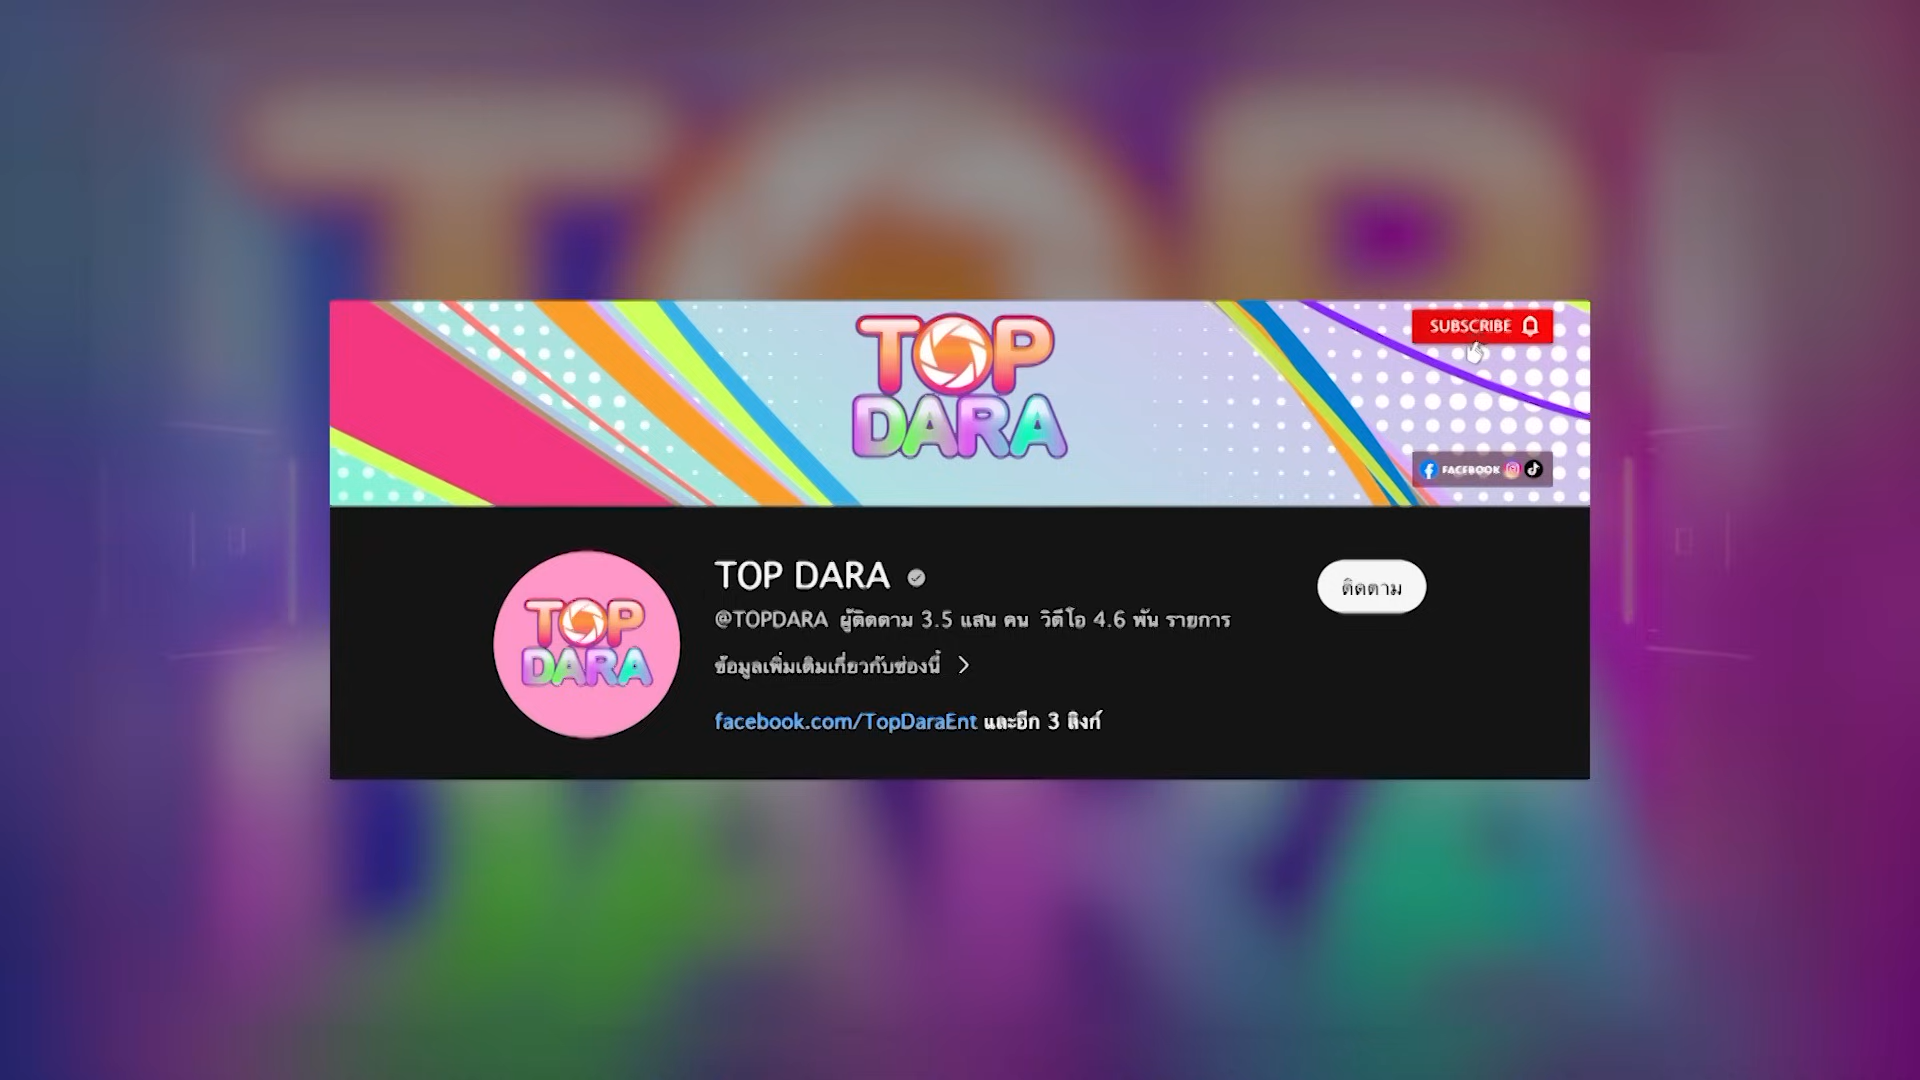 TOP
DARA
SUBSCRIBE
FACEBOOK
TOP
DARA
TOP DARA
@TOPDARA ผู้ติดตาม 3.5 แสน คน วิดีโอ 4.6 พัน รายการ
ติดตาม
ข้อมูลเพิ่มเติมเกี่ยวกับช่องนี้
facebook.com/TopDaraEnt และอีก 3 ลิงก์